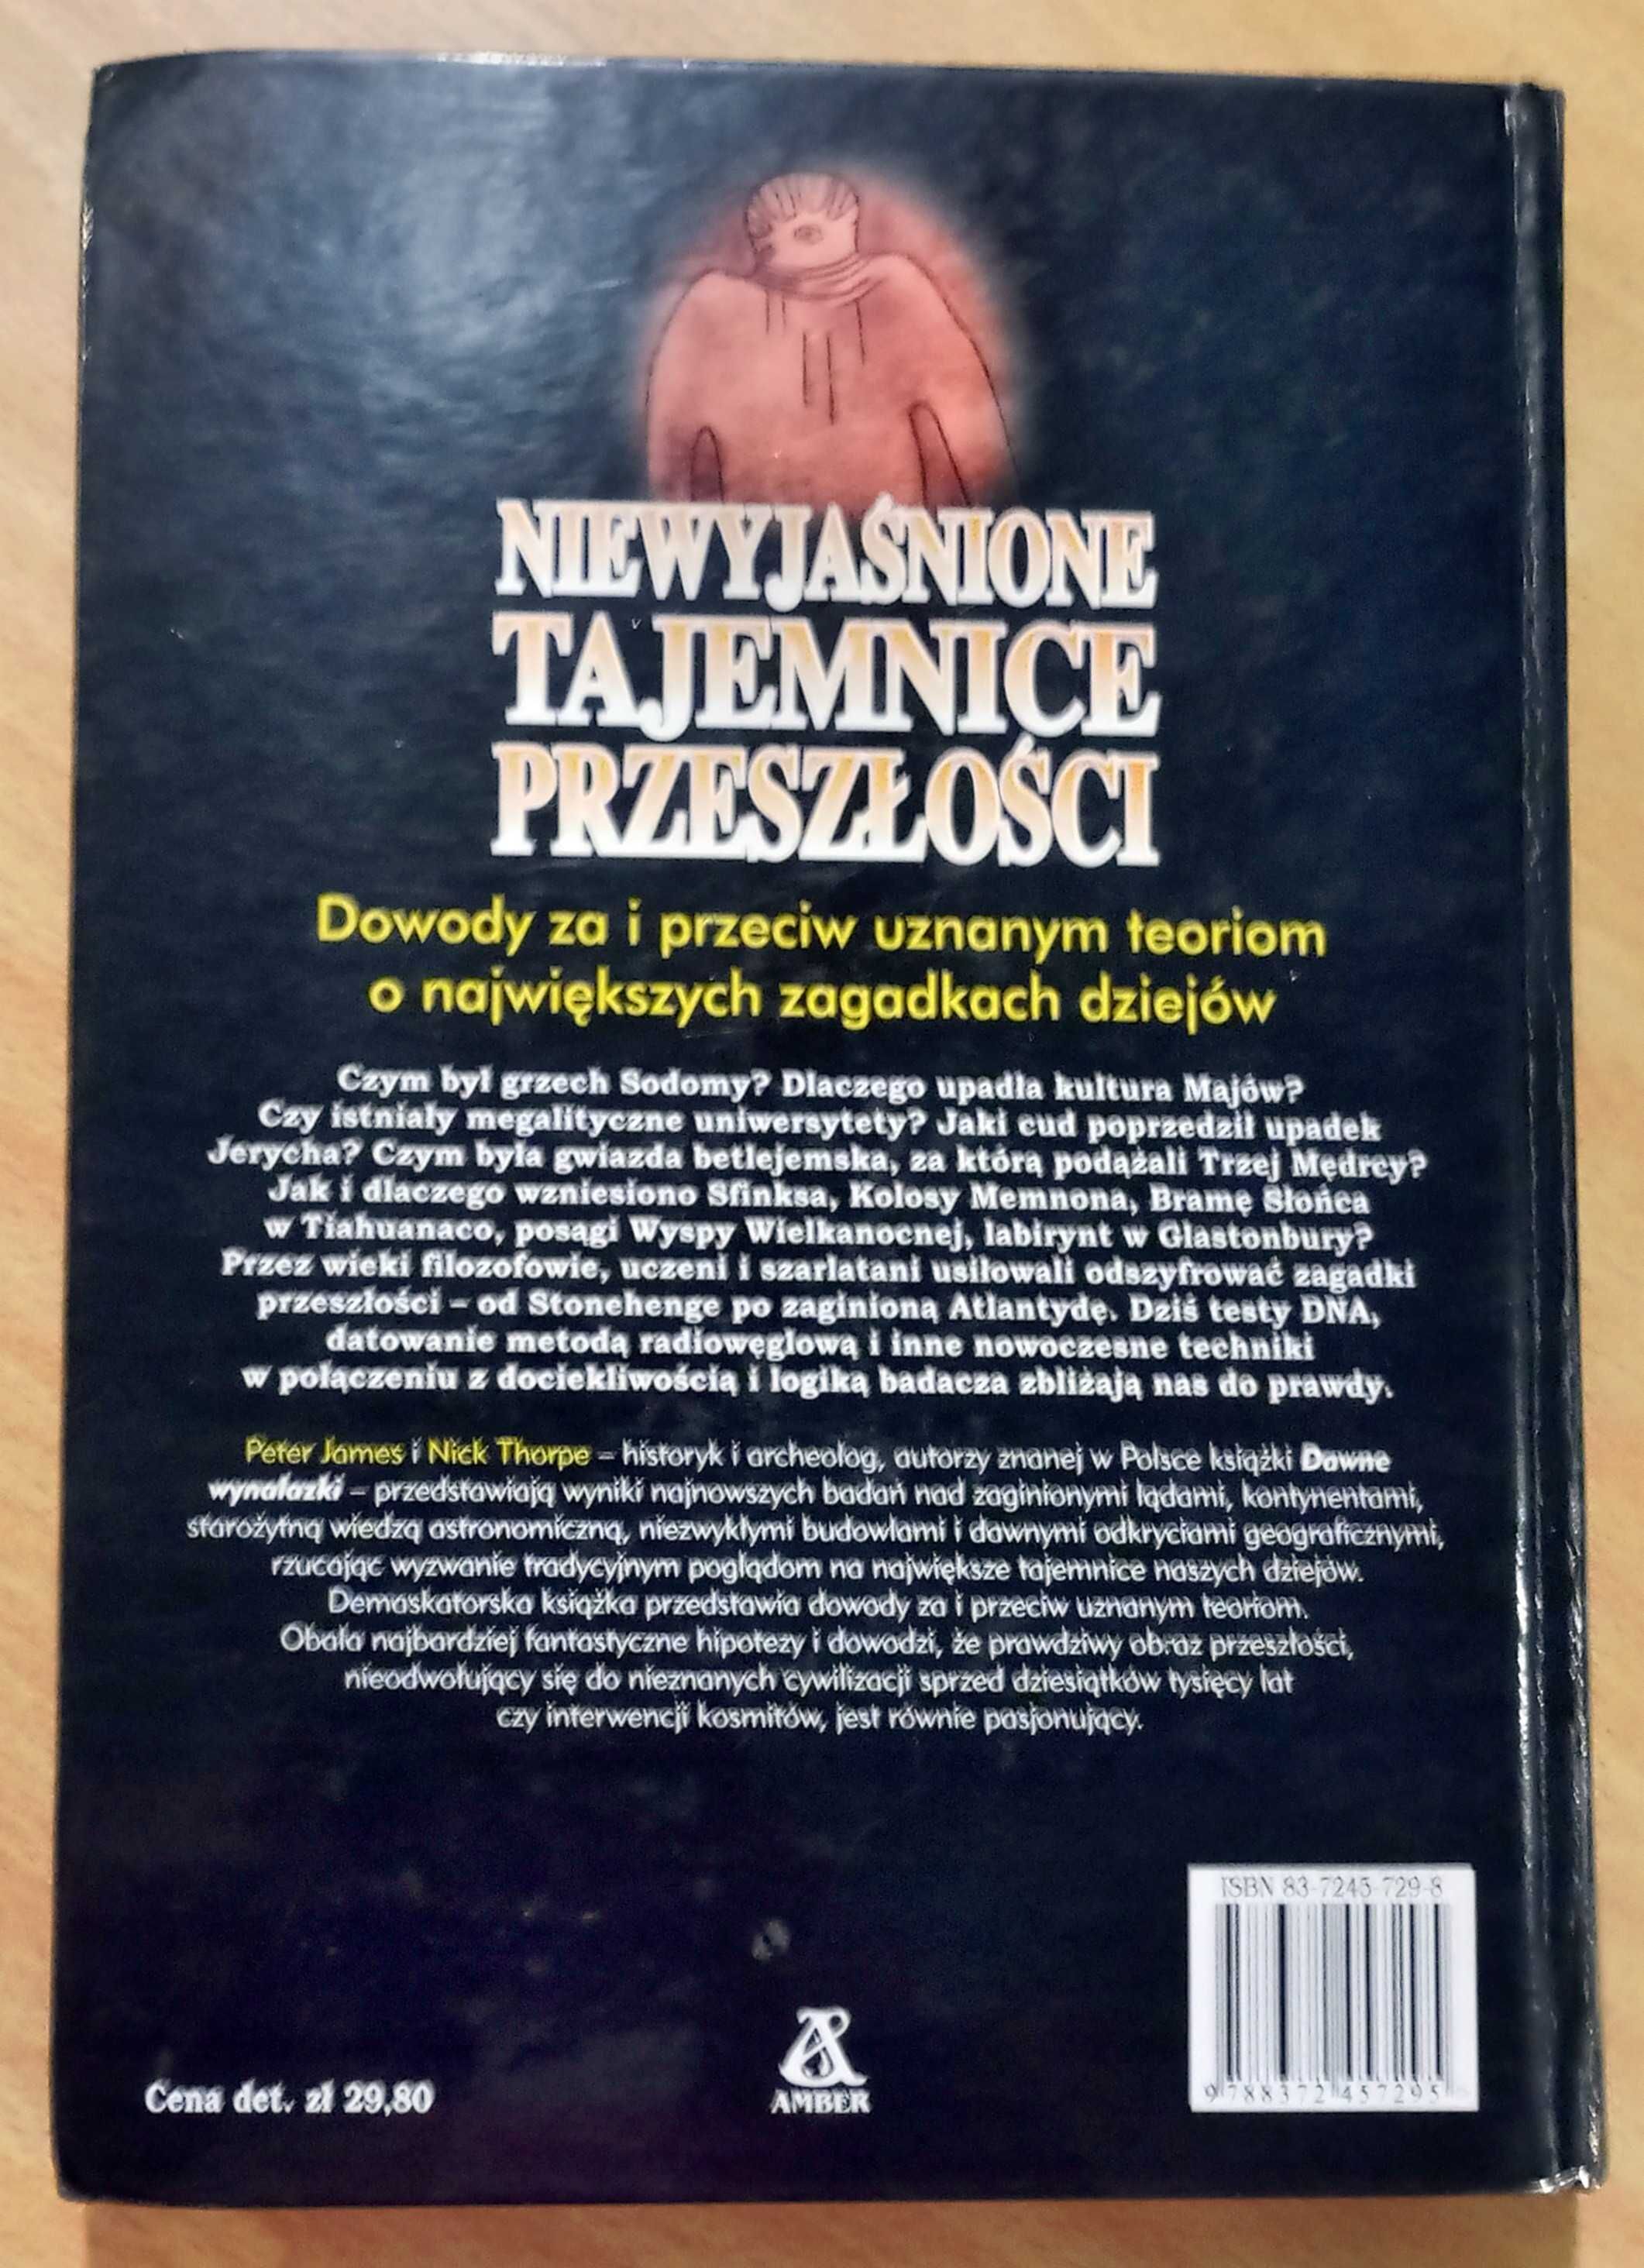 NIEWYJAŚNIONE
TAJEMNICE
PRZESZŁOŚCI
Dowody za i przeciw uznanym teoriom
o największych zagadkach dziejów
Czym był grzech Sodomy? Dlaczego upadła kultura Majów?
Czy istniały megalityczne uniwersytety? Jaki cud poprzedził upadek
Jerycha? Czym była gwiazda betlejemska, za którą podążali Trzej Mędrcy?
Jak i dlaczego wzniesiono Sfinksa, Kolosy Memnona, Bramę Słońca
w Tiahuanaco, posągi Wyspy Wielkanocnej, labirynt w Glastonbury?
Przez wieki filozofowie, uczeni i szarlatani usiłowali odszyfrować zagadki
przeszłości – od Stonehenge po zaginioną Atlantydę. Dziś testy DNA,
datowanie metodą radiowęglową i inne nowoczesne techniki
w połączeniu z dociekliwością i logiką badacza zbliżają nas do prawdy.
Peter James i Nick Thorpe – historyk i archeolog, autorzy znanej w Polsce książki Dawne
wynalazki – przedstawiają wyniki najnowszych badań nad zaginionymi lądami, kontynentami,
starożytną wiedzą astronomiczną, niezwykłymi budowlami i dawnymi odkryciami geograficznymi,
rzucając wyzwanie tradycyjnym poglądom na największe tajemnice naszych dziejów.
Demaskatorska książka przedstawia dowody za i przeciw uznanym teoriom.
Obala najbardziej fantastyczne hipotezy i dowodzi, że prawdziwy obraz przeszłości,
nieodwołujący się do nieznanych cywilizacji sprzed dziesiątków tysięcy lat
czy interwencji kosmitów, jest równie pasjonujący.
ISBN 83-7245-729-8
9 788372 457295
Cena det. zł 29,80
AMBER